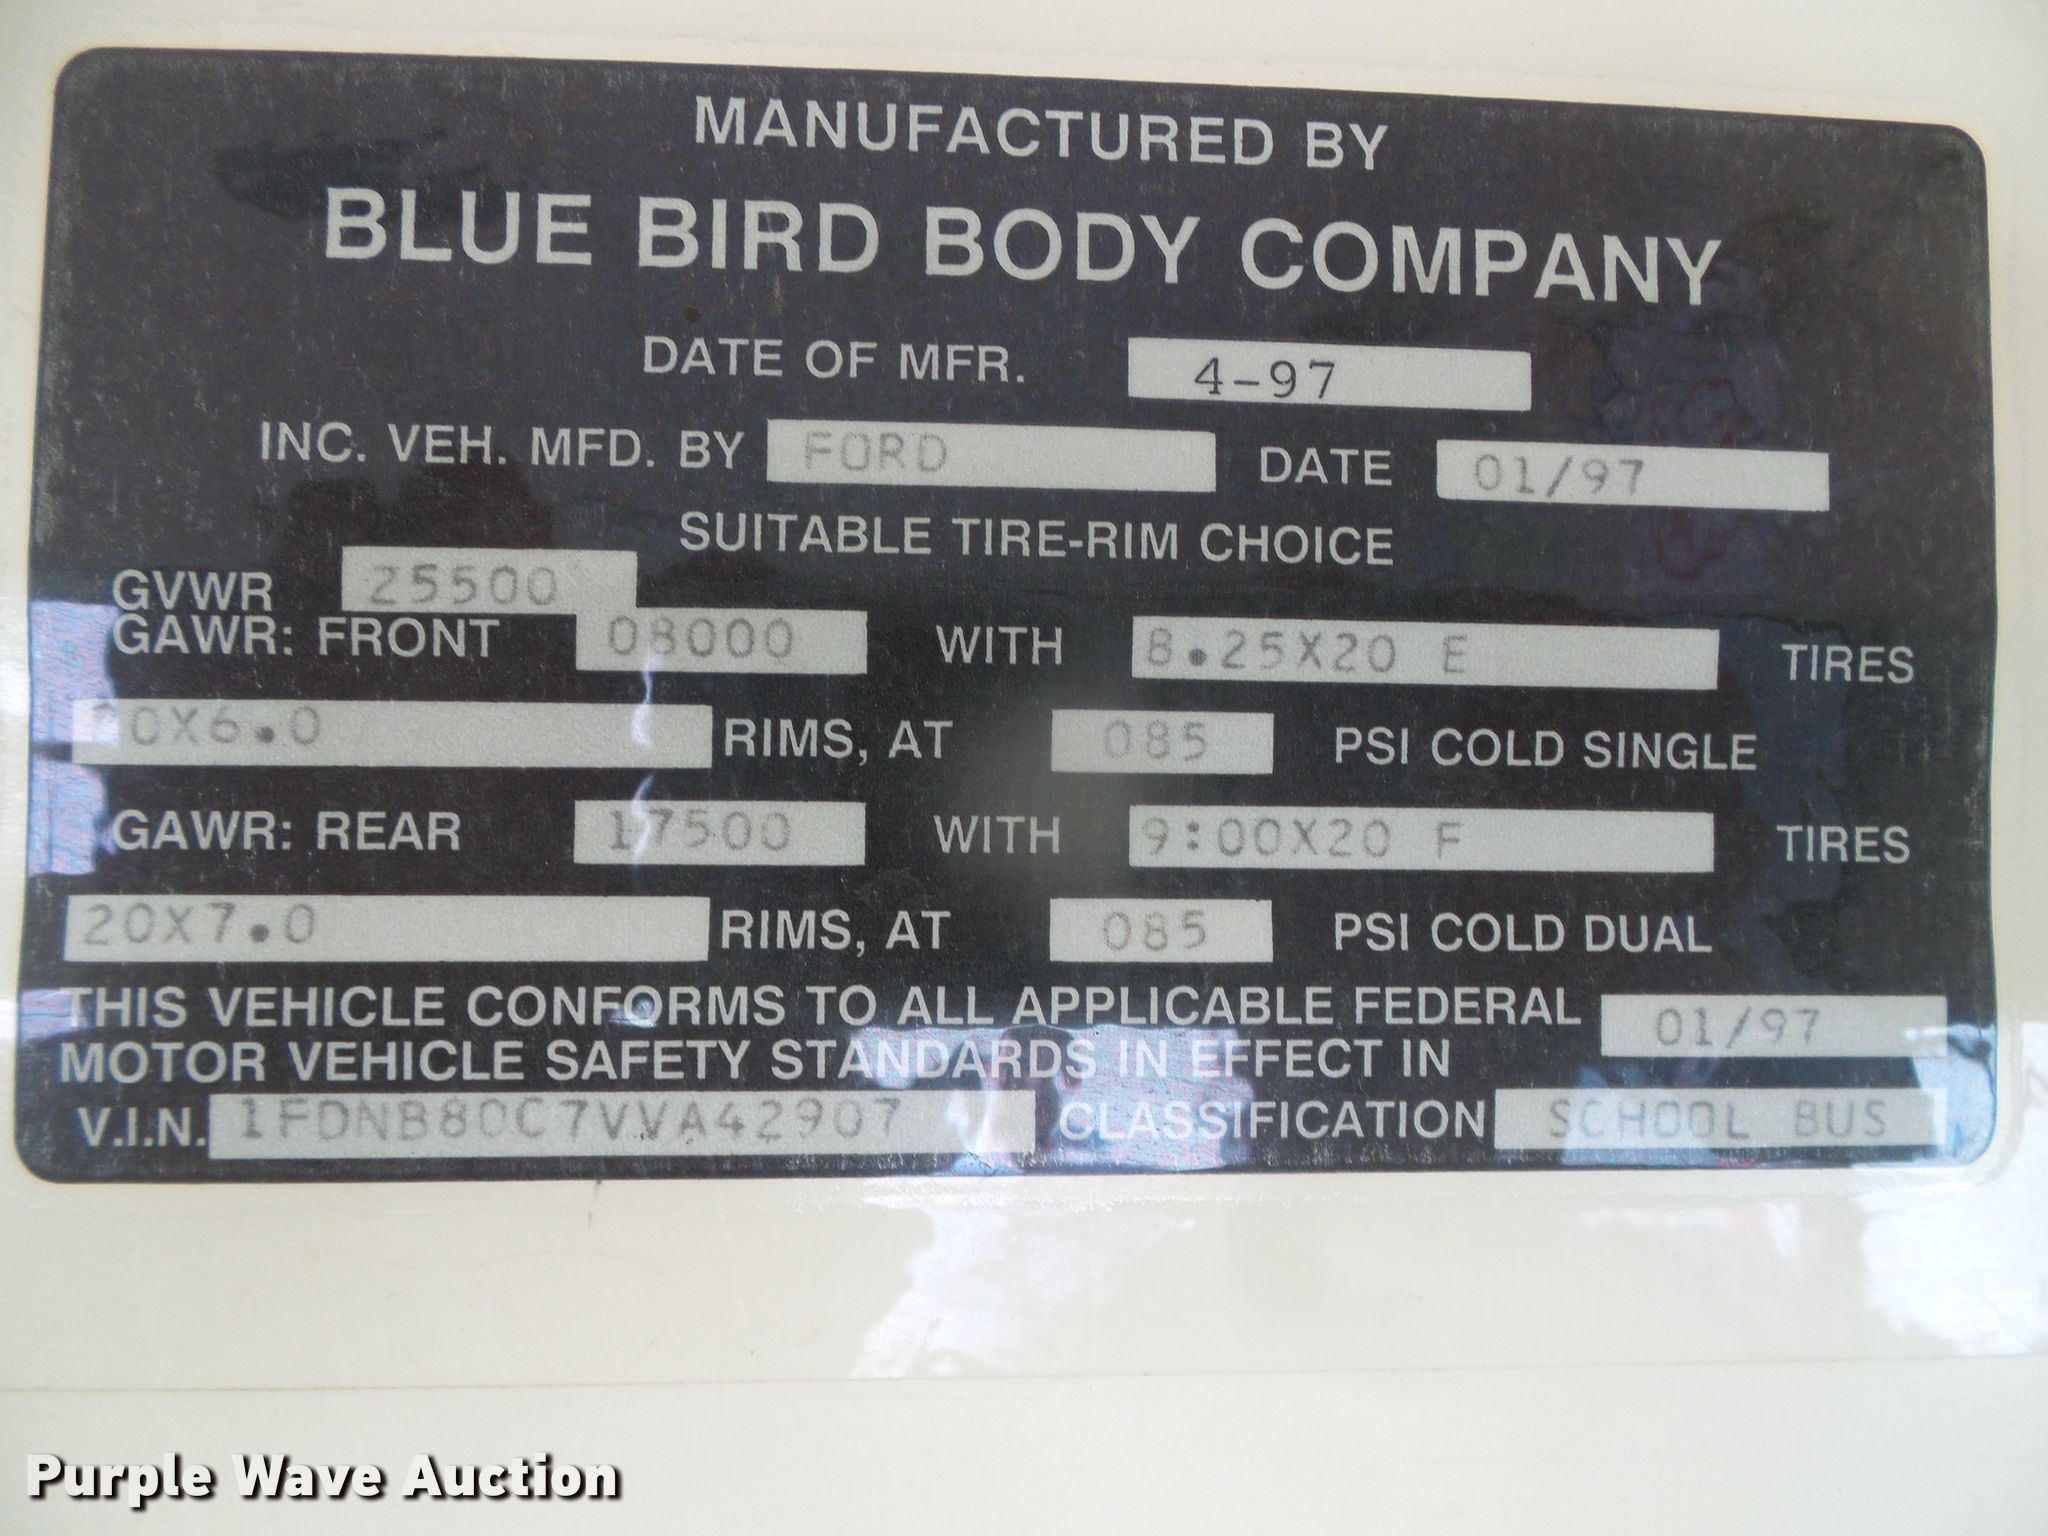 MANUFACTURED BY
BLUE BIRD BODY COMPANY
DATE OF MFR. 4-97
INC. VEH. MFD. BY FORD DATE 01/97
SUITABLE TIRE-RIM CHOICE
GVWR 25500
GAWR: FRONT 08000 WITH 8.25X20 E TIRES
20X6.0 RIMS, AT 085 PSI COLD SINGLE
GAWR: REAR 17500 WITH 9:00X20 F TIRES
20X7.0 RIMS, AT 085 PSI COLD DUAL
THIS VEHICLE CONFORMS TO ALL APPLICABLE FEDERAL
MOTOR VEHICLE SAFETY STANDARDS IN EFFECT IN 01/97
V.I.N. 1FDNB80C7VVA42907 CLASSIFICATION SCHOOL BUS
Purple Wave Auction